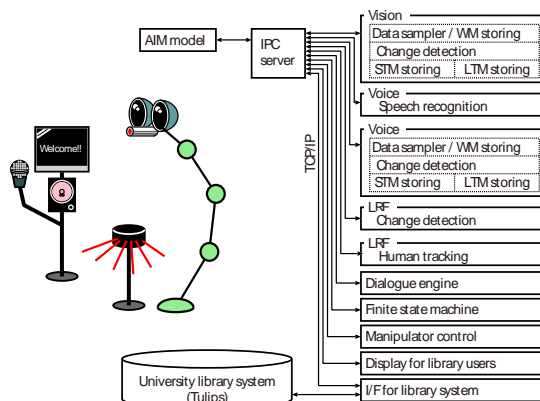 Vision
Data sampler / WM storing
Change detection
STM storing LTM storing
AIM model
IPC
server
Voice
Speech recognition
Voice
Data sampler / WM storing
Change detection
STM storing LTM storing
TCP/IP
Welcome!!
LRF
Change detection
LRF
Human tracking
Dialogue engine
Finite state machine
Manipulator control
Display for library users
I/F for library system
University library system
(Tulips)